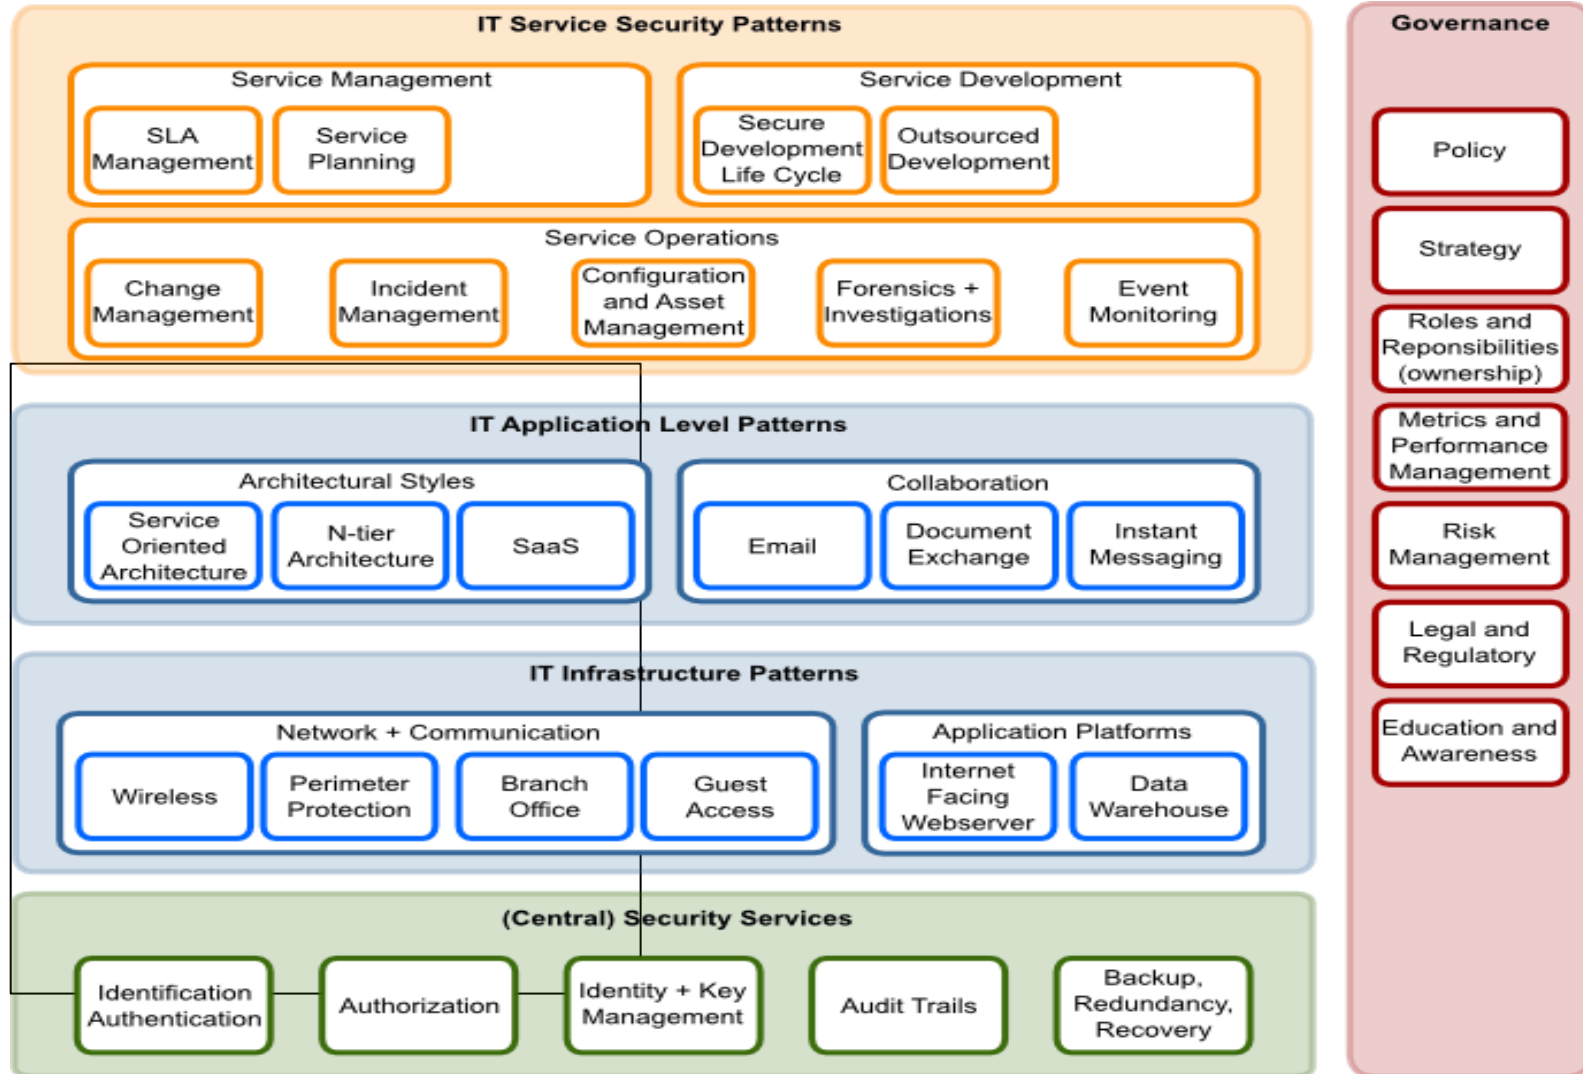 IT Service Security Patterns
Service Management
SLA
Management
Service
Planning
Service Development
Secure
Development
Life Cycle
Outsourced
Development
Service Operations
Change
Management
Incident
Management
Configuration
and Asset
Management
Forensics +
Investigations
Event
Monitoring
IT Application Level Patterns
Architectural Styles
Service
Oriented
Architecture
N-tier
Architecture
SaaS
Collaboration
Email
Document
Exchange
Instant
Messaging
IT Infrastructure Patterns
Network + Communication
Wireless
Perimeter
Protection
Branch
Office
Guest
Access
Application Platforms
Internet
Facing
Webserver
Data
Warehouse
(Central) Security Services
Identification
Authentication
Authorization
Identity + Key
Management
Audit Trails
Backup,
Redundancy,
Recovery
Governance
Policy
Strategy
Roles and
Reponsibilities
(ownership)
Metrics and
Performance
Management
Risk
Management
Legal and
Regulatory
Education and
Awareness